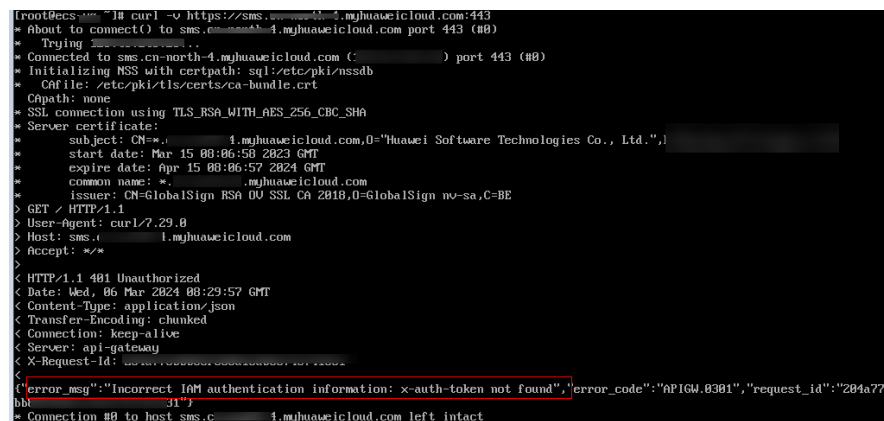 [root@ecs- ~]# curl -v https://sms. .myhuaweicloud.com:443
* About to connect() to sms. 4.myhuaweicloud.com port 443 (#0)
*   Trying ...
* Connected to sms.cn-north-4.myhuaweicloud.com ( ) port 443 (#0)
* Initializing NSS with certpath: sql:/etc/pki/nssdb
*   CAfile: /etc/pki/tls/certs/ca-bundle.crt
  CApath: none
* SSL connection using TLS_RSA_WITH_AES_256_CBC_SHA
* Server certificate:
*       subject: CN=*. 4.myhuaweicloud.com,O="Huawei Software Technologies Co., Ltd.",
*       start date: Mar 15 08:06:58 2023 GMT
*       expire date: Apr 15 08:06:57 2024 GMT
*       common name: *. .myhuaweicloud.com
*       issuer: CN=GlobalSign RSA OV SSL CA 2018,O=GlobalSign nv-sa,C=BE
> GET / HTTP/1.1
> User-Agent: curl/7.29.0
> Host: sms. .myhuaweicloud.com
> Accept: */*
>
< HTTP/1.1 401 Unauthorized
< Date: Wed, 06 Mar 2024 08:29:57 GMT
< Content-Type: application/json
< Transfer-Encoding: chunked
< Connection: keep-alive
< Server: api-gateway
< X-Request-Id:
<
{"error_msg":"Incorrect IAM authentication information: x-auth-token not found","error_code":"APIGW.0301","request_id":"204a77
bb 31"}
* Connection #0 to host sms.c 4.myhuaweicloud.com left intact